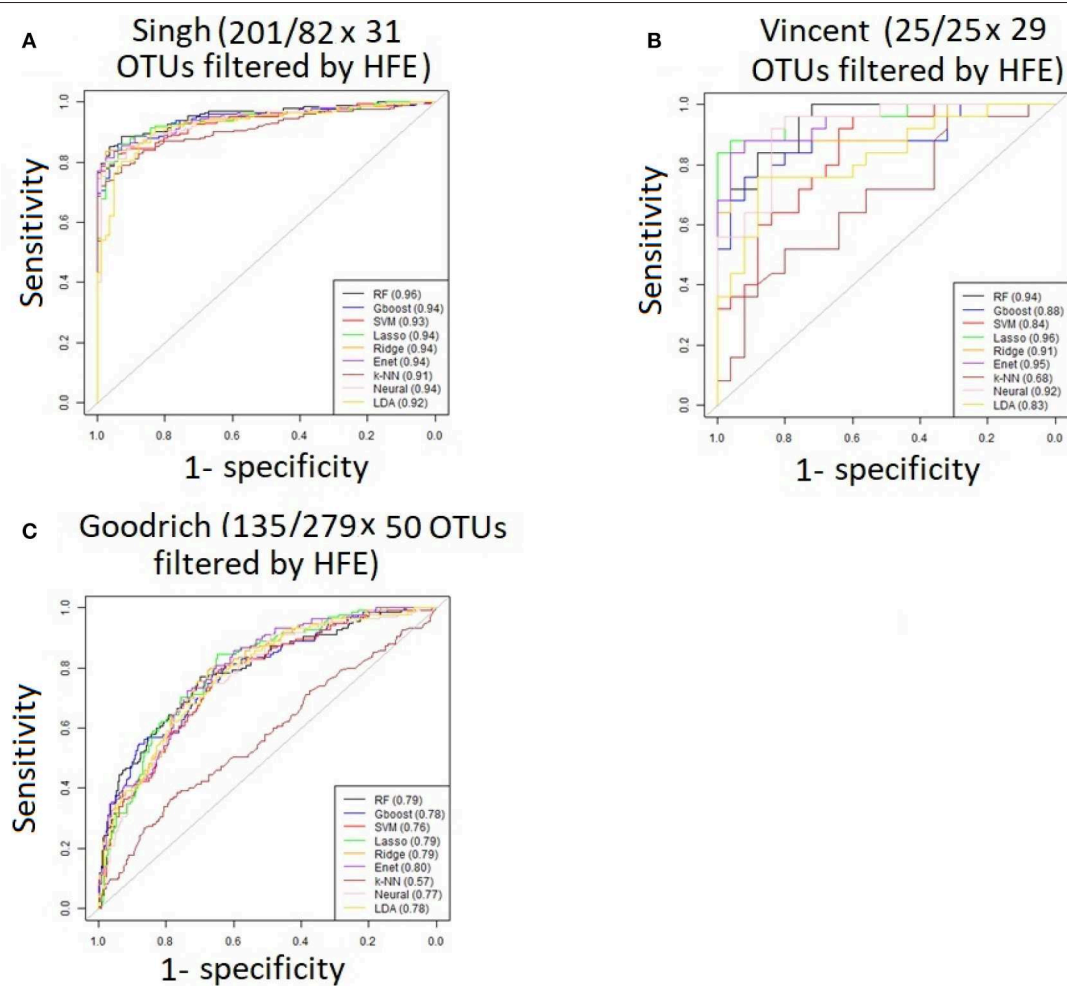 A
Singh (201/82 x 31
OTUs filtered by HFE)
Sensitivity
1.0
0.8
0.6
0.4
0.2
0.0
RF (0.96)
Gboost (0.94)
SVM (0.93)
Lasso (0.94)
Ridge (0.94)
Enet (0.94)
k-NN (0.91)
Neural (0.94)
LDA (0.92)
1.0 0.8 0.6 0.4 0.2 0.0
1- specificity
B
Vincent (25/25x 29
OTUs filtered by HFE)
Sensitivity
1.0
0.8
0.6
0.4
0.2
0.0
RF (0.94)
Gboost (0.88)
SVM (0.84)
Lasso (0.96)
Ridge (0.91)
Enet (0.95)
k-NN (0.68)
Neural (0.92)
LDA (0.83)
1.0 0.8 0.6 0.4 0.2 0.0
1- specificity
C
Goodrich (135/279x 50 OTUs
filtered by HFE)
Sensitivity
1.0
0.8
0.6
0.4
0.2
0.0
RF (0.79)
Gboost (0.78)
SVM (0.76)
Lasso (0.79)
Ridge (0.79)
Enet (0.80)
k-NN (0.57)
Neural (0.77)
LDA (0.78)
1.0 0.8 0.6 0.4 0.2 0.0
1- specificity